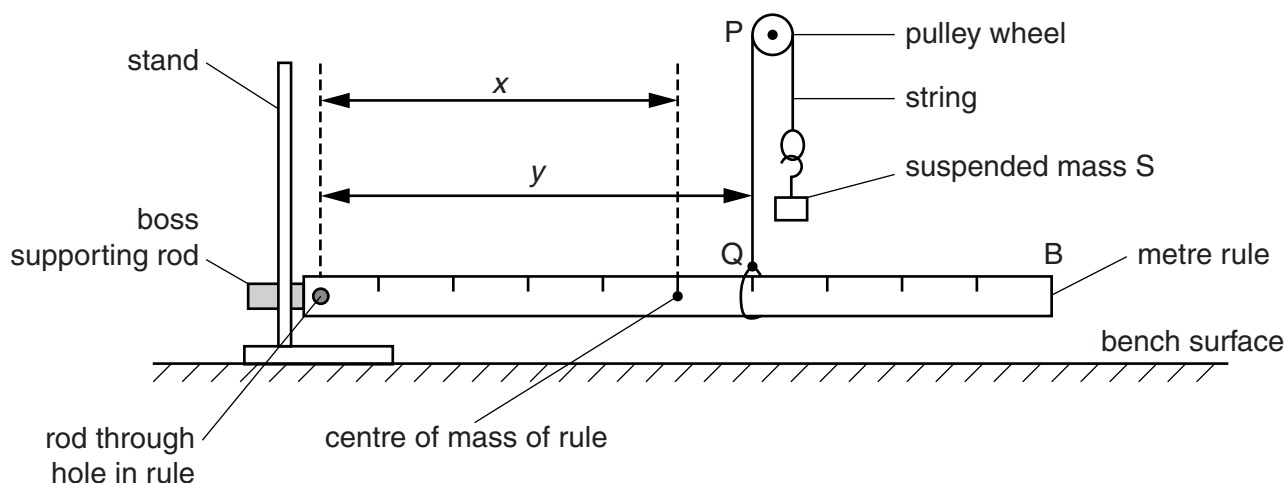 P
pulley wheel
stand
x
string
y
suspended mass S
boss
supporting rod
Q
B
metre rule
bench surface
rod through
hole in rule
centre of mass of rule